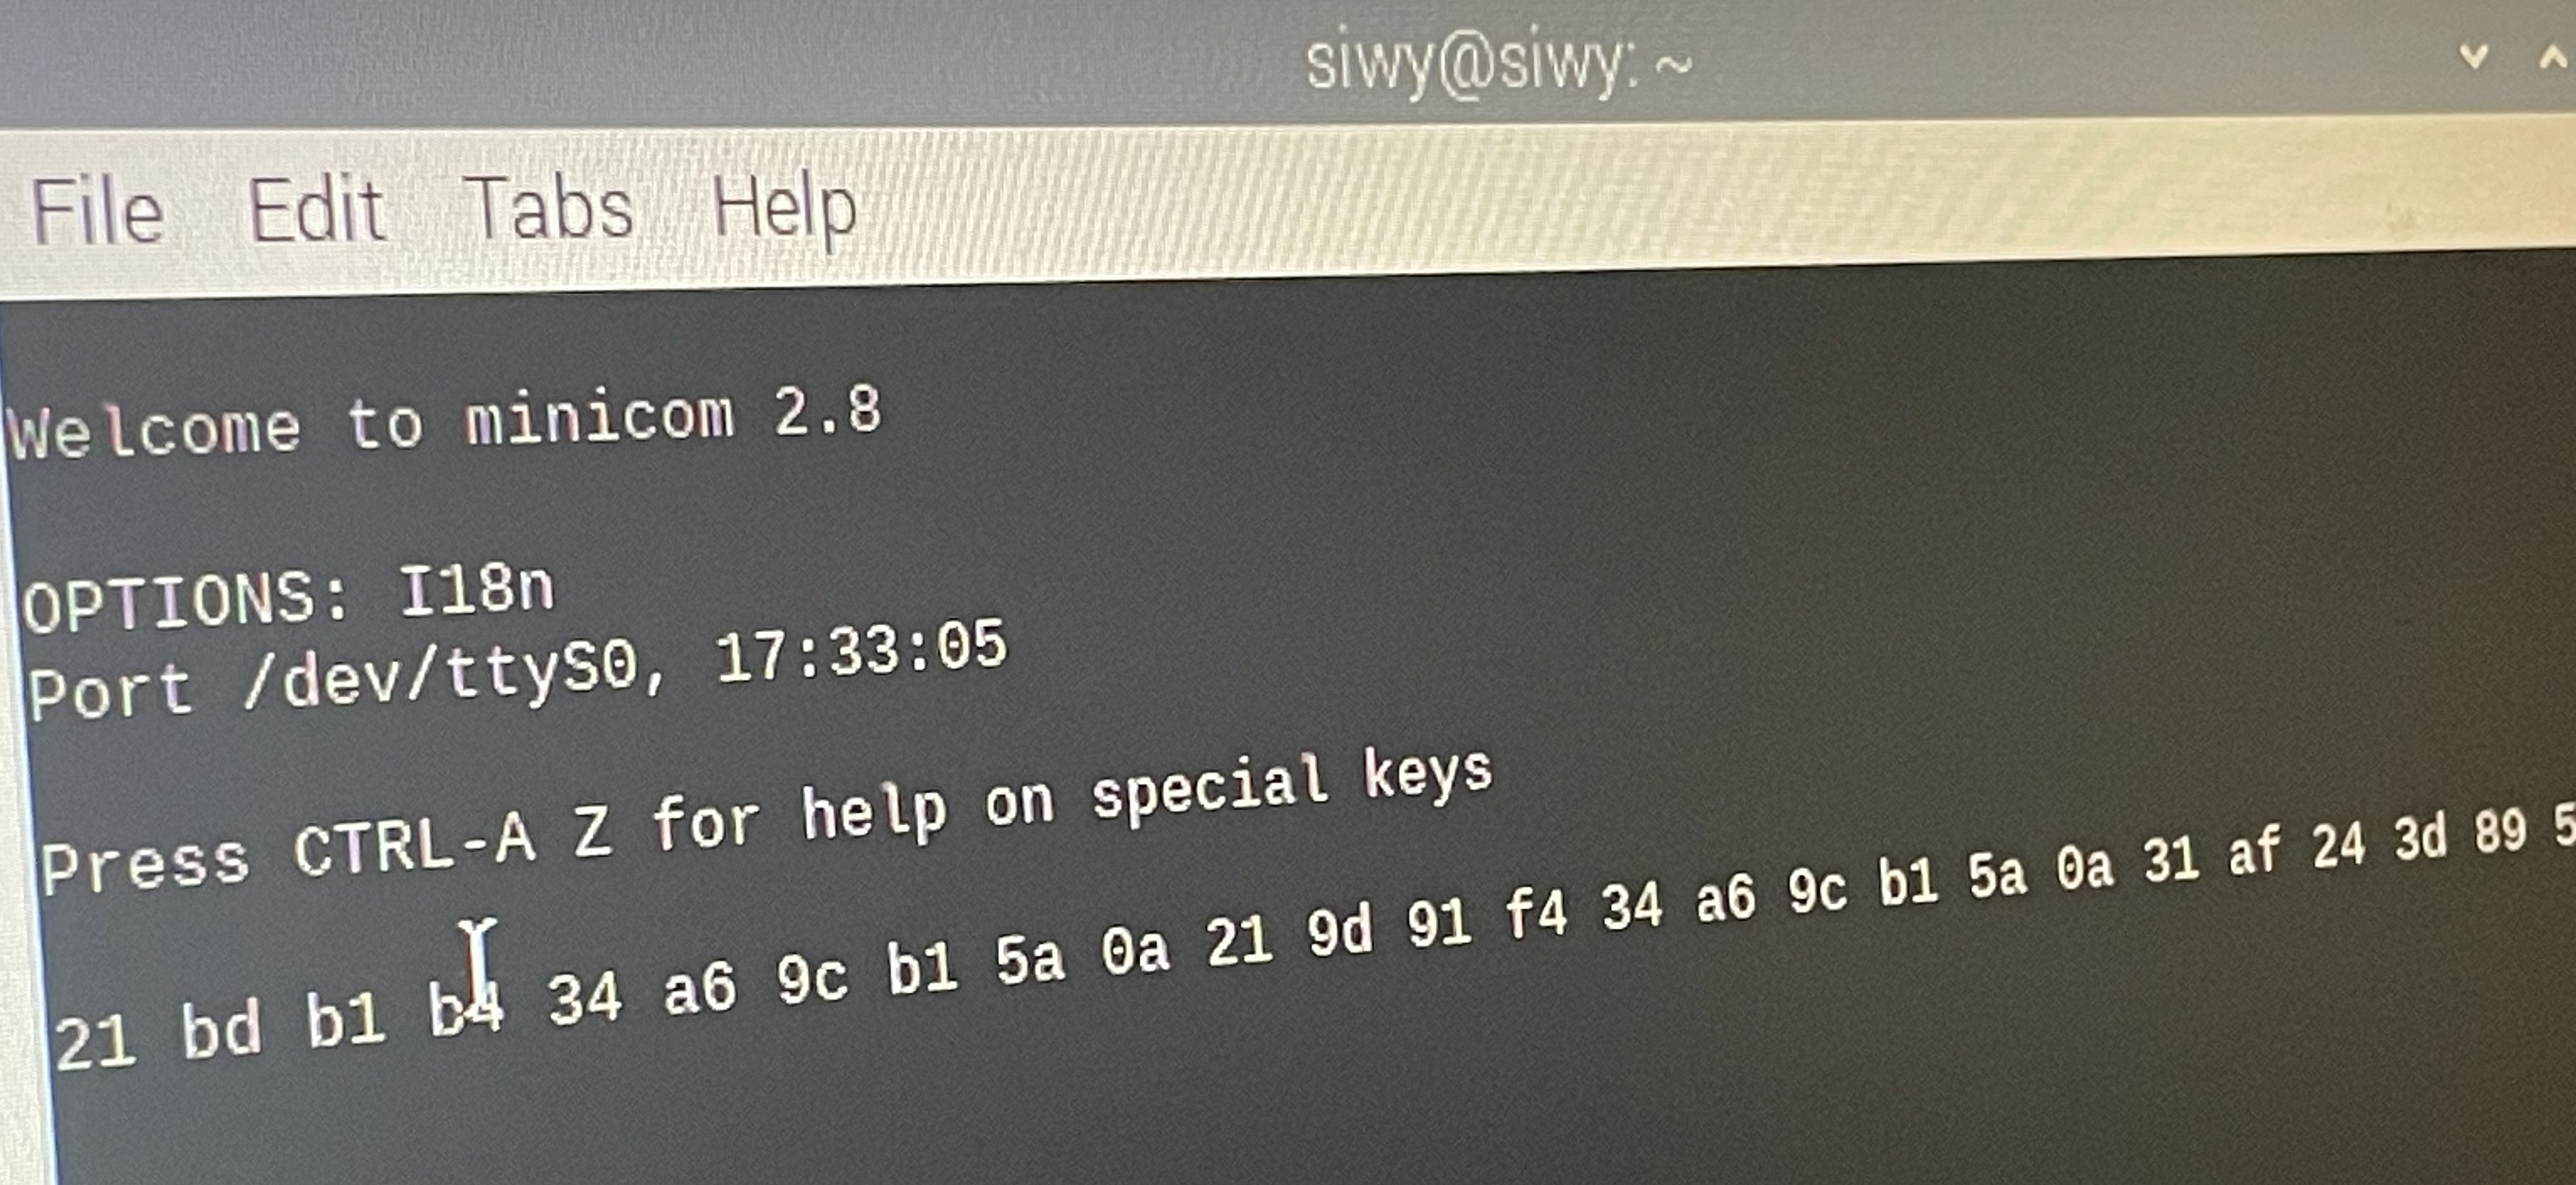 siwy@siwy: ~
File Edit Tabs Help
Welcome to minicom 2.8
OPTIONS: I18n
Port /dev/ttyS0, 17:33:05
Press CTRL-A Z for help on special keys
21 bd b1 b4 34 a6 9c b1 5a 0a 21 9d 91 f4 34 a6 9c b1 5a 0a 31 af 24 3d 89